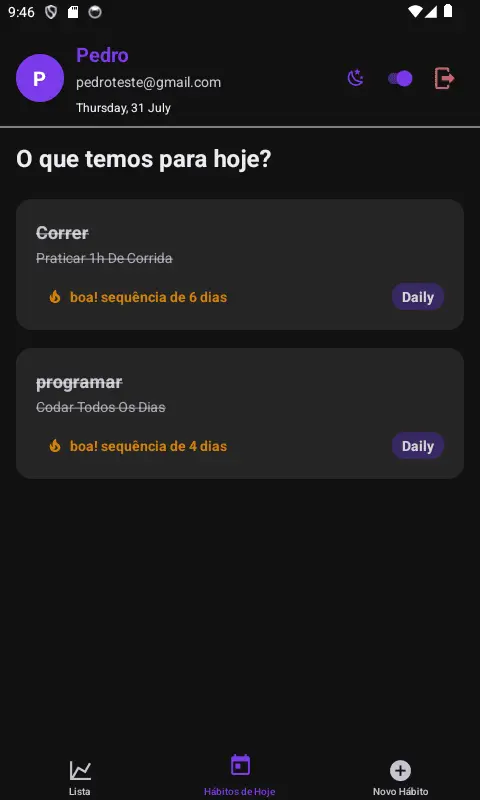 9:46
Pedro
P
pedroteste@gmail.com
Thursday, 31 July
O que temos para hoje?
Correr
Praticar 1h De Corrida
boa! sequência de 6 dias
Daily
programar
Codar Todos Os Dias
boa! sequência de 4 dias
Daily
Lista
Hábitos de Hoje
Novo Hábito